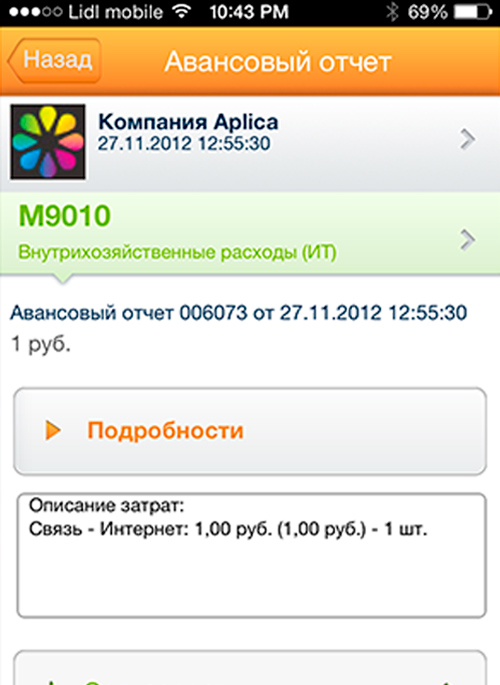 Lidl mobile 10:43 PM 69%
Назад Авансовый отчет
Компания Aplica
27.11.2012 12:55:30
М9010
Внутрихозяйственные расходы (ИТ)
Авансовый отчет 006073 от 27.11.2012 12:55:30
1 руб.
Подробности
Описание затрат:
Связь - Интернет: 1,00 руб. (1,00 руб.) - 1 шт.